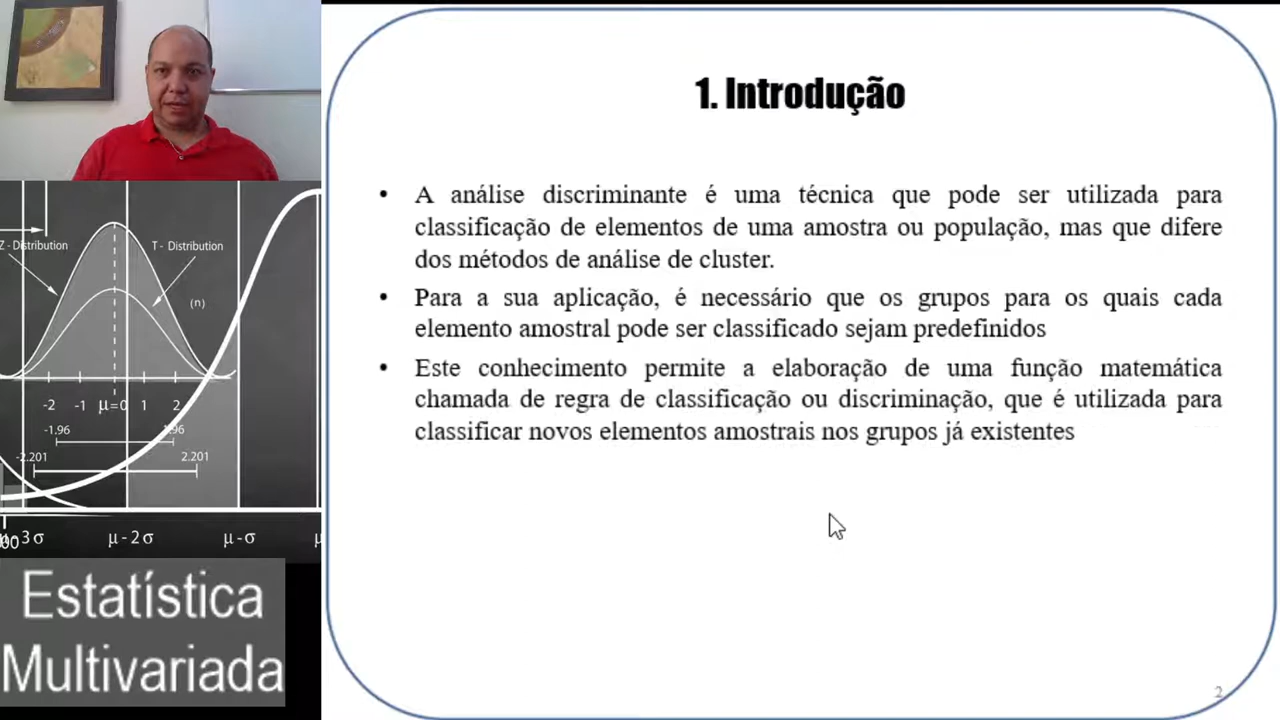 1. Introdução
• A análise discriminante é uma técnica que pode ser utilizada para
classificação de elementos de uma amostra ou população, mas que difere
dos métodos de análise de cluster.
• Para a sua aplicação, é necessário que os grupos para os quais cada
elemento amostral pode ser classificado sejam predefinidos
• Este conhecimento permite a elaboração de uma função matemática
chamada de regra de classificação ou discriminação, que é utilizada para
classificar novos elementos amostrais nos grupos já existentes
2
Z - Distribution
T - Distribution
(n)
-2 -1 μ=0 1 2
-1.96
-2.201 2.201
μ-3σ μ-2σ μ-σ
Estatística
Multivariada